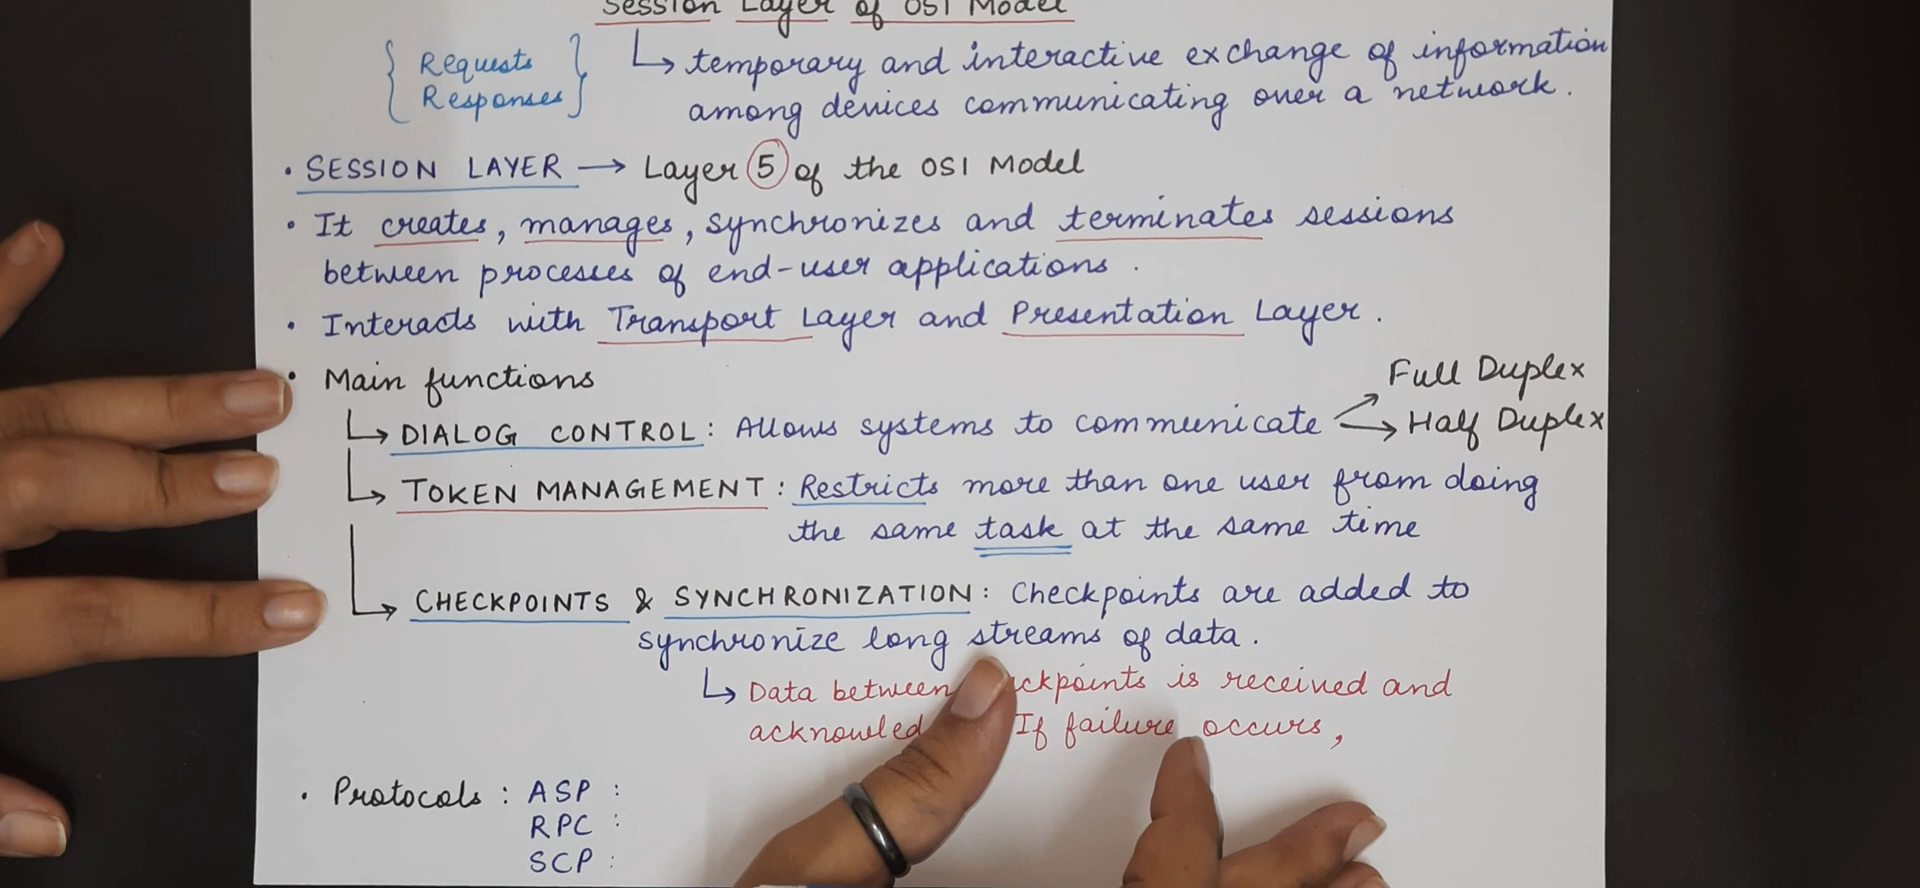 Session Layer of OSI Model
{ Requests
Responses }
↳ temporary and interactive exchange of information
among devices communicating over a network.
• SESSION LAYER → Layer 5 of the OSI Model
• It creates, manages, synchronizes and terminates sessions
between processes of end-user applications.
• Interacts with Transport Layer and Presentation Layer.
• Main functions
Full Duplex
↳ DIALOG CONTROL: Allows systems to communicate → Half Duplex
↳ TOKEN MANAGEMENT: Restricts more than one user from doing
the same task at the same time
↳ CHECKPOINTS & SYNCHRONIZATION: Checkpoints are added to
synchronize long streams of data.
↳ Data between ckpoints is received and
acknowled If failure occurs,
• Protocols: ASP :
RPC :
SCP :